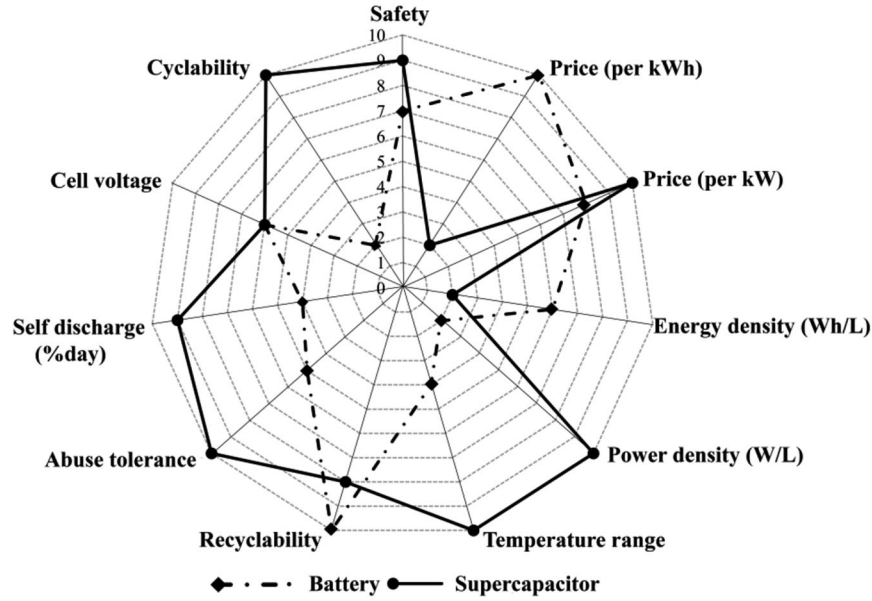 Safety
10
9
8
7
6
5
4
3
2
1
0
Price (per kWh)
Price (per kW)
Energy density (Wh/L)
Power density (W/L)
Temperature range
Recyclability
Abuse tolerance
Self discharge
(%day)
Cell voltage
Cyclability
Battery
Supercapacitor